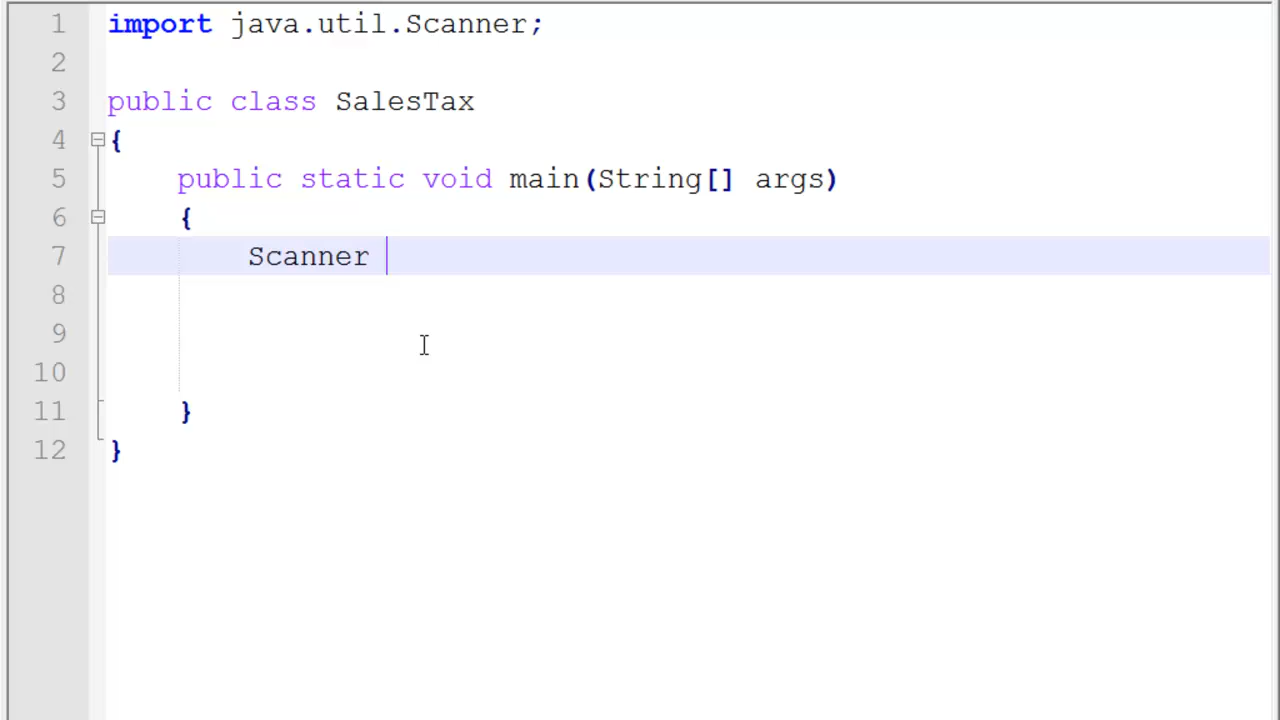 1 import java.util.Scanner;
2
3 public class SalesTax
4 {
5 public static void main(String[] args)
6 {
7 Scanner
8
9
10
11 }
12 }